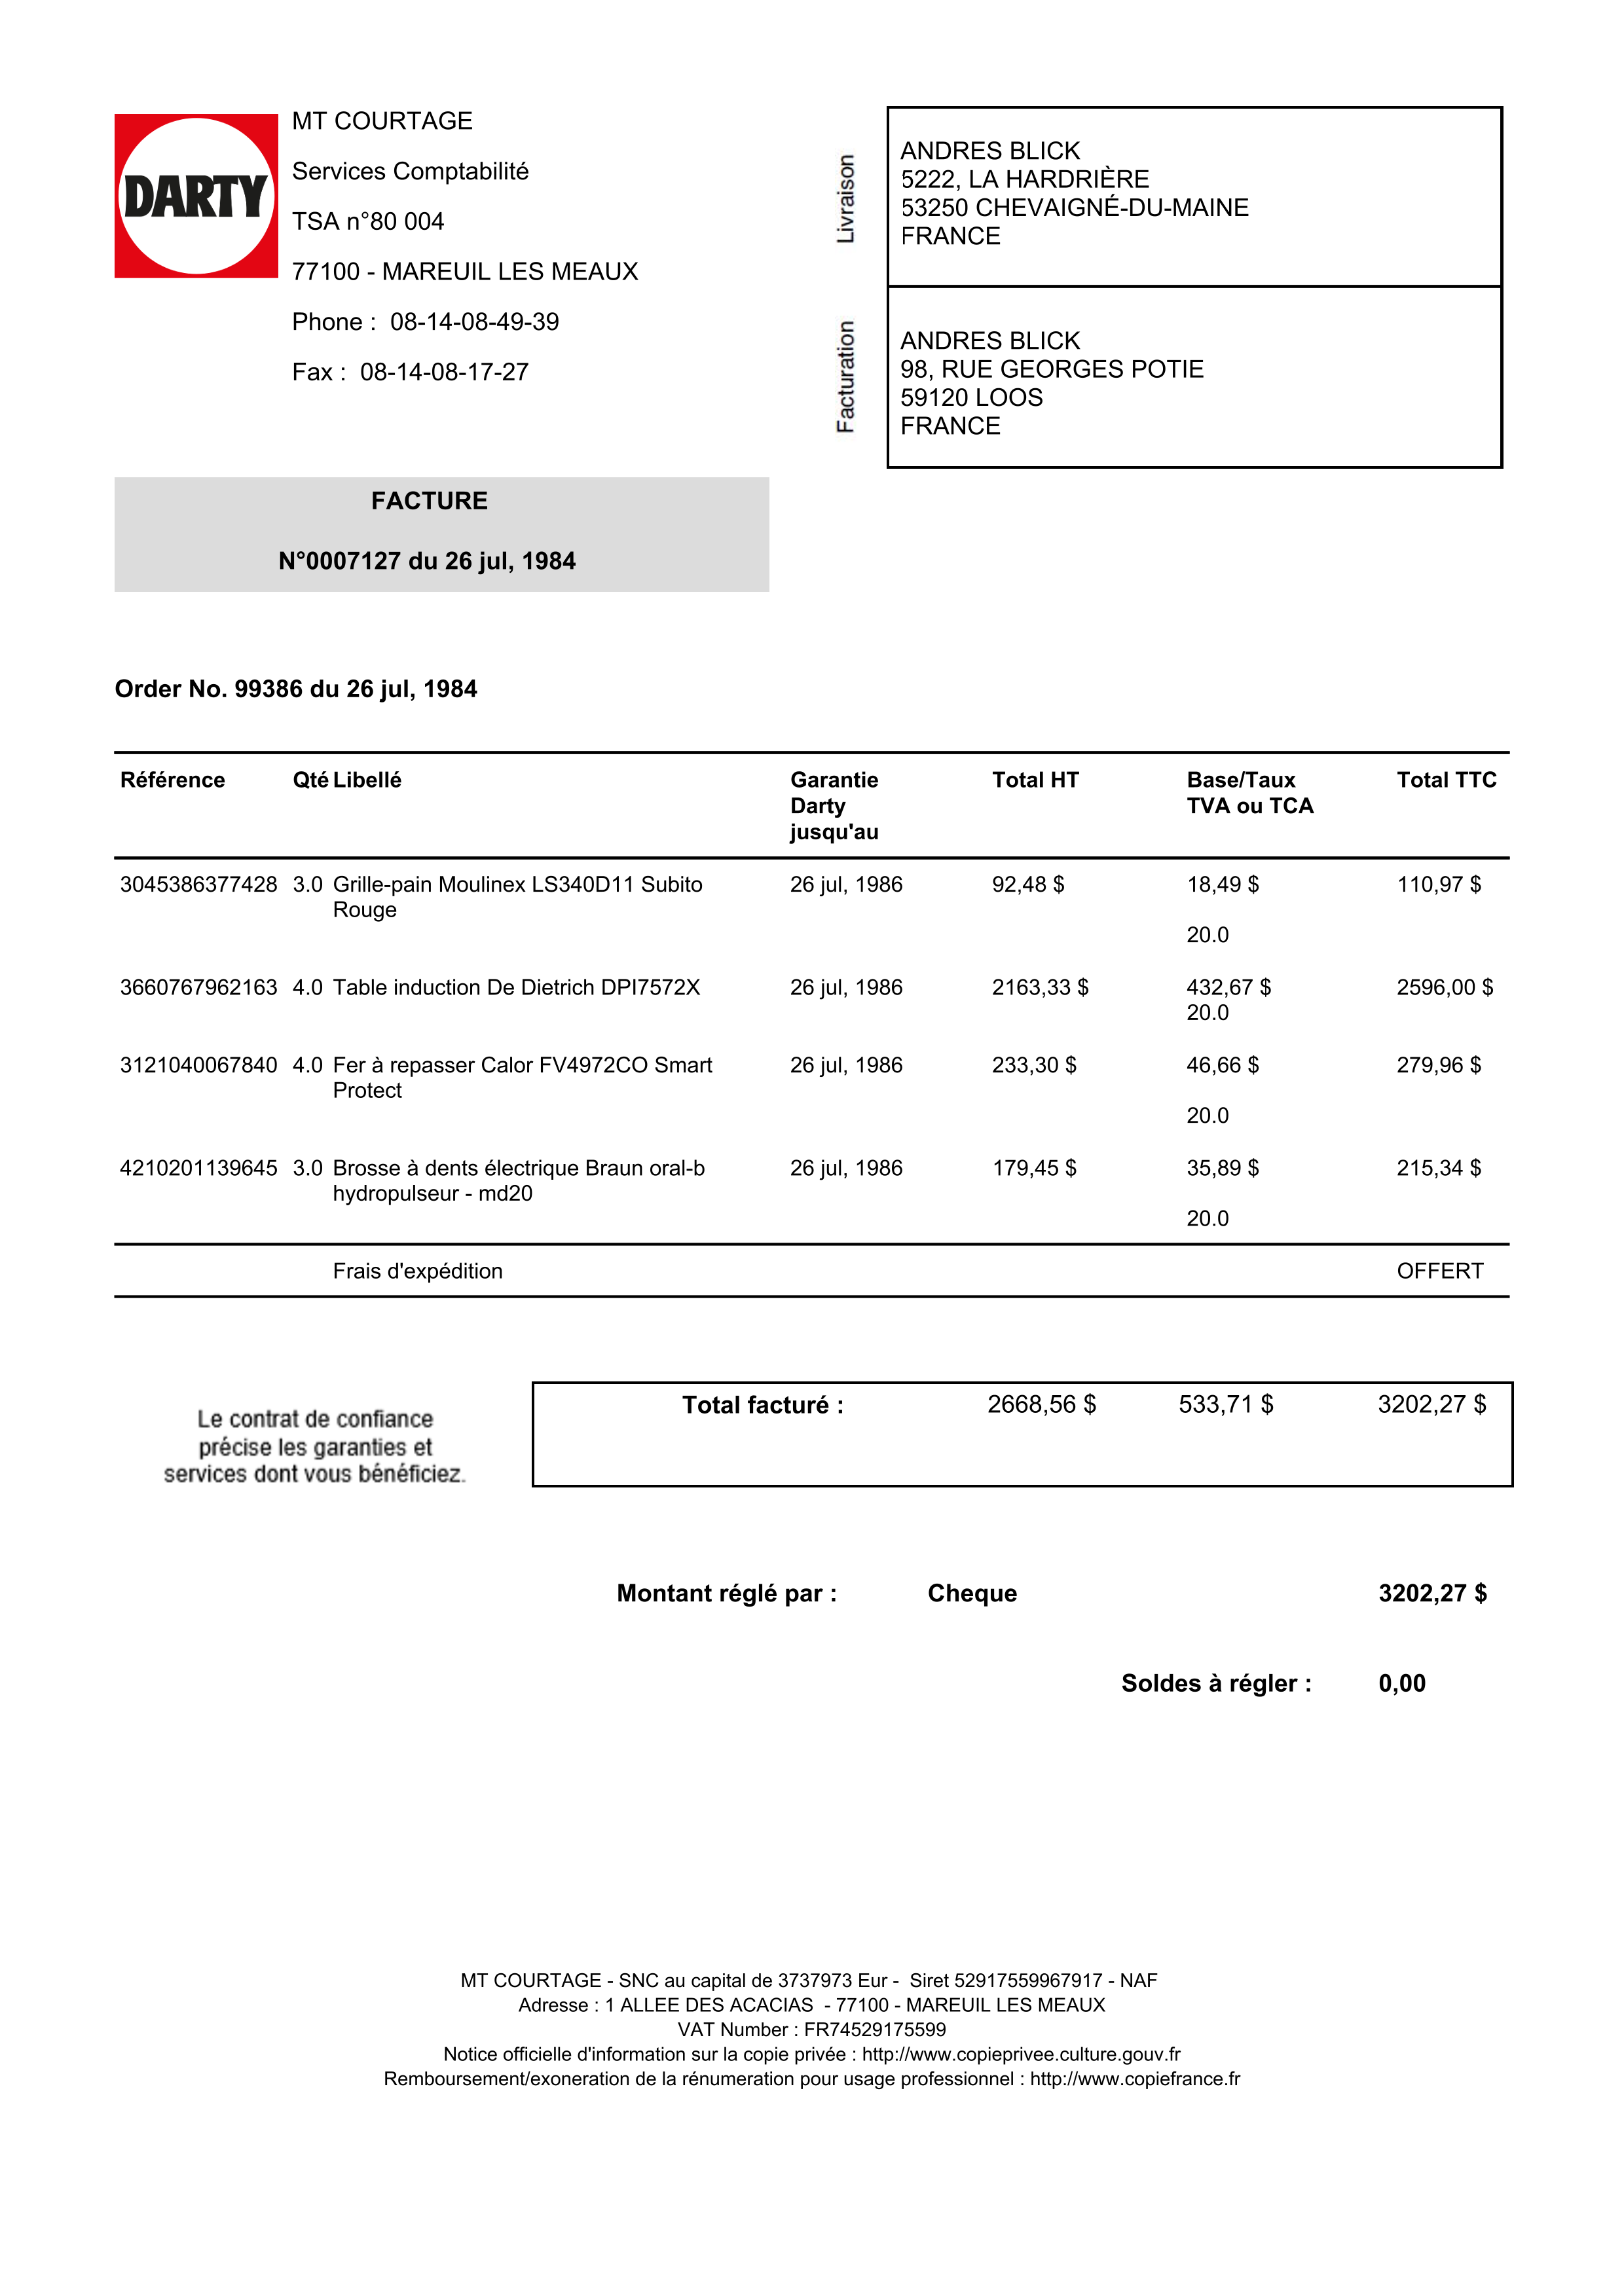 DARTY
MT COURTAGE
Services Comptabilité
TSA n°80 004
77100 - MAREUIL LES MEAUX
Phone : 08-14-08-49-39
Fax : 08-14-08-17-27
Livraison
ANDRES BLICK
5222, LA HARDRIÈRE
53250 CHEVAIGNÉ-DU-MAINE
FRANCE
Facturation
ANDRES BLICK
98, RUE GEORGES POTIE
59120 LOOS
FRANCE
FACTURE
N°0007127 du 26 jul, 1984
Order No. 99386 du 26 jul, 1984
Référence Qté Libellé Garantie Total HT Base/Taux Total TTC
Darty TVA ou TCA
jusqu'au
3045386377428 3.0 Grille-pain Moulinex LS340D11 Subito 26 jul, 1986 92,48 $ 18,49 $ 110,97 $
Rouge
20.0
3660767962163 4.0 Table induction De Dietrich DPI7572X 26 jul, 1986 2163,33 $ 432,67 $ 2596,00 $
20.0
3121040067840 4.0 Fer à repasser Calor FV4972CO Smart 26 jul, 1986 233,30 $ 46,66 $ 279,96 $
Protect
20.0
4210201139645 3.0 Brosse à dents électrique Braun oral-b 26 jul, 1986 179,45 $ 35,89 $ 215,34 $
hydropulseur - md20
20.0
Frais d'expédition OFFERT
Le contrat de confiance
précise les garanties et
services dont vous bénéficiez.
Total facturé : 2668,56 $ 533,71 $ 3202,27 $
Montant réglé par : Cheque 3202,27 $
Soldes à régler : 0,00
MT COURTAGE - SNC au capital de 3737973 Eur - Siret 52917559967917 - NAF
Adresse : 1 ALLEE DES ACACIAS - 77100 - MAREUIL LES MEAUX
VAT Number : FR74529175599
Notice officielle d'information sur la copie privée : http://www.copieprivee.culture.gouv.fr
Remboursement/exoneration de la rénumeration pour usage professionnel : http://www.copiefrance.fr